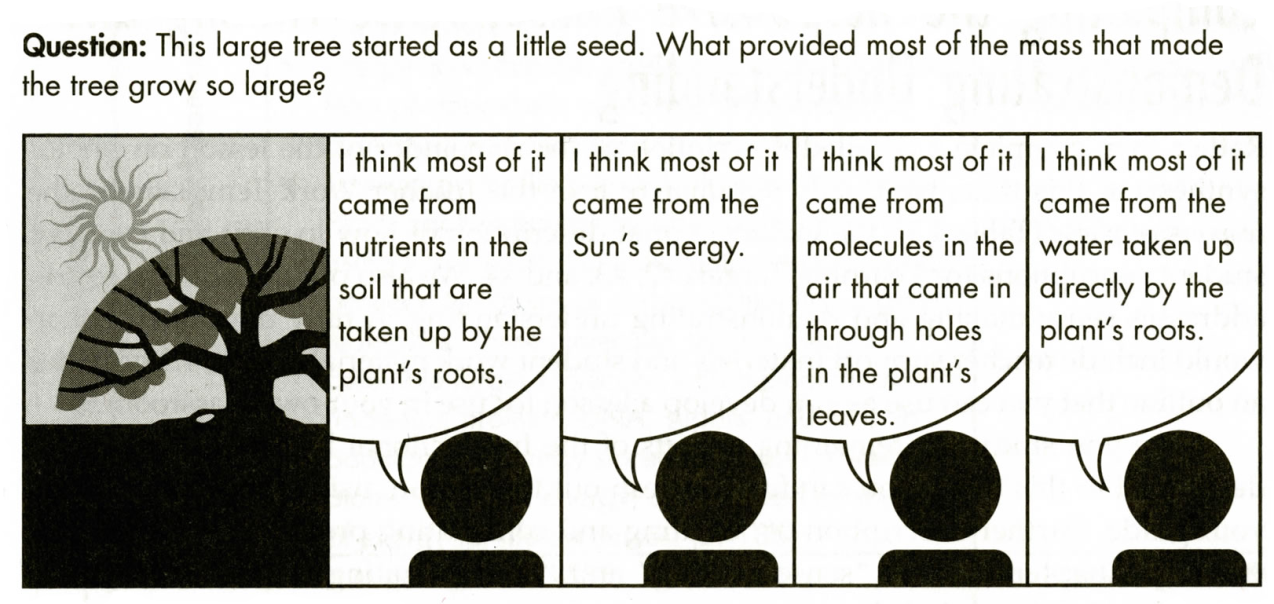 Question: This large tree started as a little seed. What provided most of the mass that made
the tree grow so large?
I think most of it
came from
nutrients in the
soil that are
taken up by the
plant's roots.
I think most of it
came from the
Sun's energy.
I think most of it
came from
molecules in the
air that came in
through holes
in the plant's
leaves.
I think most of it
came from the
water taken up
directly by the
plant's roots.